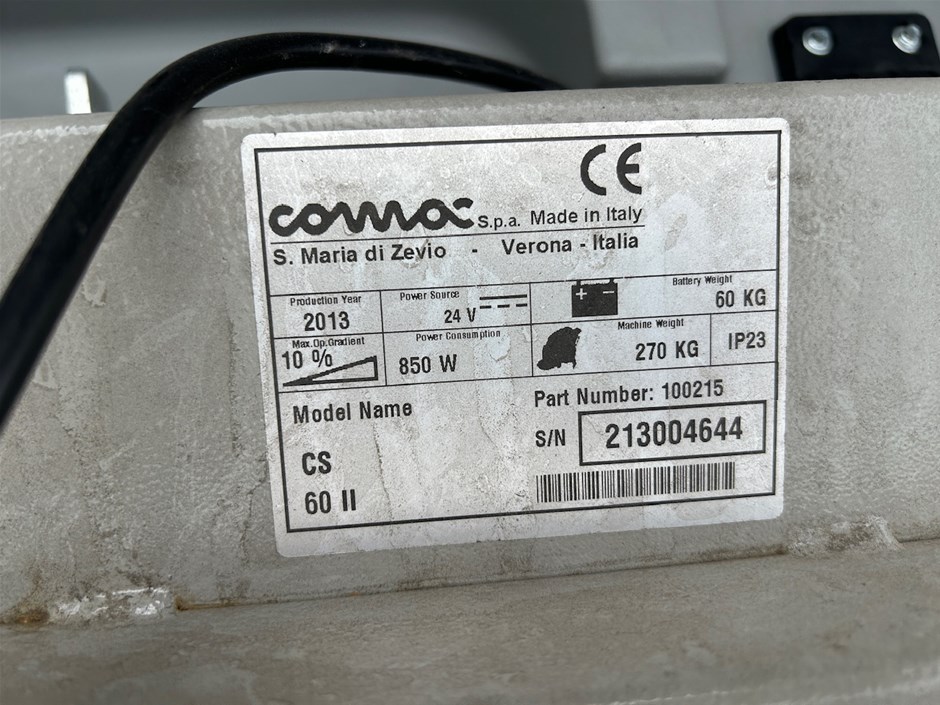 CE
comac S.p.a. Made in Italy
S. Maria di Zevio - Verona - Italia
Production Year
2013
Power Source
24 V
+ -
Battery Weight
60 KG
Max.Op.Gradient
10 %
Power Consumption
850 W
Machine Weight
270 KG
IP23
Model Name
CS
60 II
Part Number: 100215
S/N 213004644